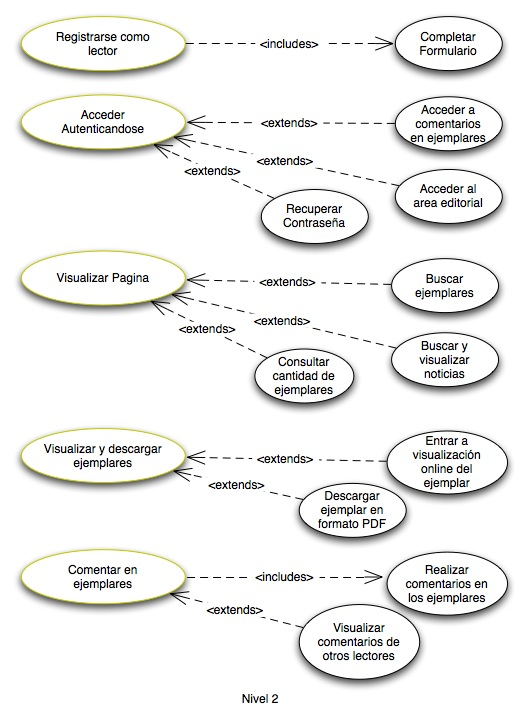 Registrarse como
lector
<includes>
Completar
Formulario
Acceder
Autenticandose
<extends>
Acceder a
comentarios
en ejemplares
<extends>
Acceder al
area editorial
<extends>
Recuperar
Contraseña
Visualizar Pagina
<extends>
Buscar
ejemplares
<extends>
Buscar y
visualizar
noticias
<extends>
Consultar
cantidad de
ejemplares
Visualizar y descargar
ejemplares
<extends>
Entrar a
visualización
online del
ejemplar
<extends>
Descargar
ejemplar en
formato PDF
Comentar en
ejemplares
<includes>
Realizar
comentarios en
los ejemplares
<extends>
Visualizar
comentarios de
otros lectores
Nivel 2